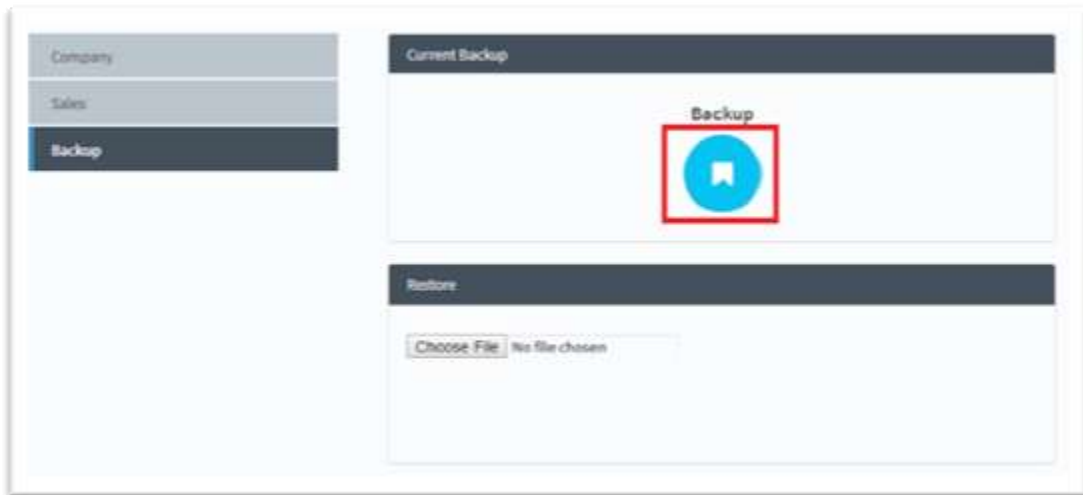 Company
Sales
Backup
Current Backup
Backup
Restore
Choose File No file chosen